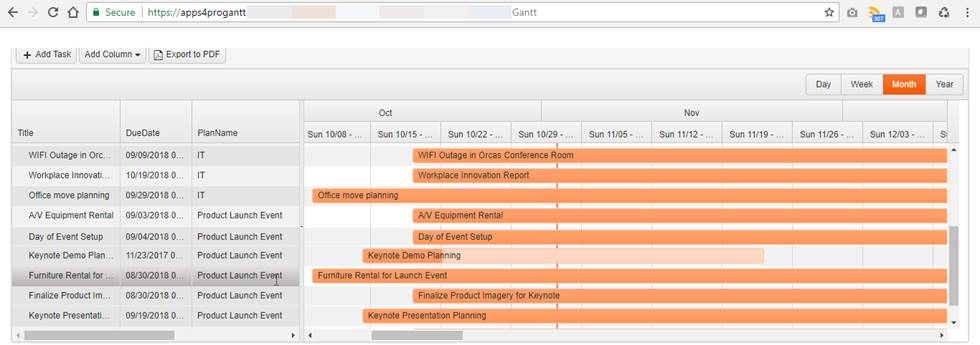 Secure https://apps4progantt Gantt
307 A
Add Task Add Column Export to PDF
Day Week Month Year
Oct Nov
Title DueDate PlanName Sun 10/08 - ... Sun 10/15 - ... Sun 10/22 - ... Sun 10/29 - ... Sun 11/05 - ... Sun 11/12 - ... Sun 11/19 - ... Sun 11/26 - ... Sun 12/03 - ... S
WIFI Outage in Orc... 09/09/2018 0... IT WIFI Outage in Orcas Conference Room
Workplace Innovati... 10/19/2018 0... IT Workplace Innovation Report
Office move planning 09/29/2018 0... IT Office move planning
A/V Equipment Rental 09/03/2018 0... Product Launch Event A/V Equipment Rental
Day of Event Setup 09/04/2018 0... Product Launch Event Day of Event Setup
Keynote Demo Plan... 11/23/2017 0... Product Launch Event Keynote Demo Planning
Furniture Rental for ... 08/30/2018 0... Product Launch Event Furniture Rental for Launch Event
Finalize Product Im... 08/30/2018 0... Product Launch Event Finalize Product Imagery for Keynote
Keynote Presentati... 09/19/2018 0... Product Launch Event Keynote Presentation Planning